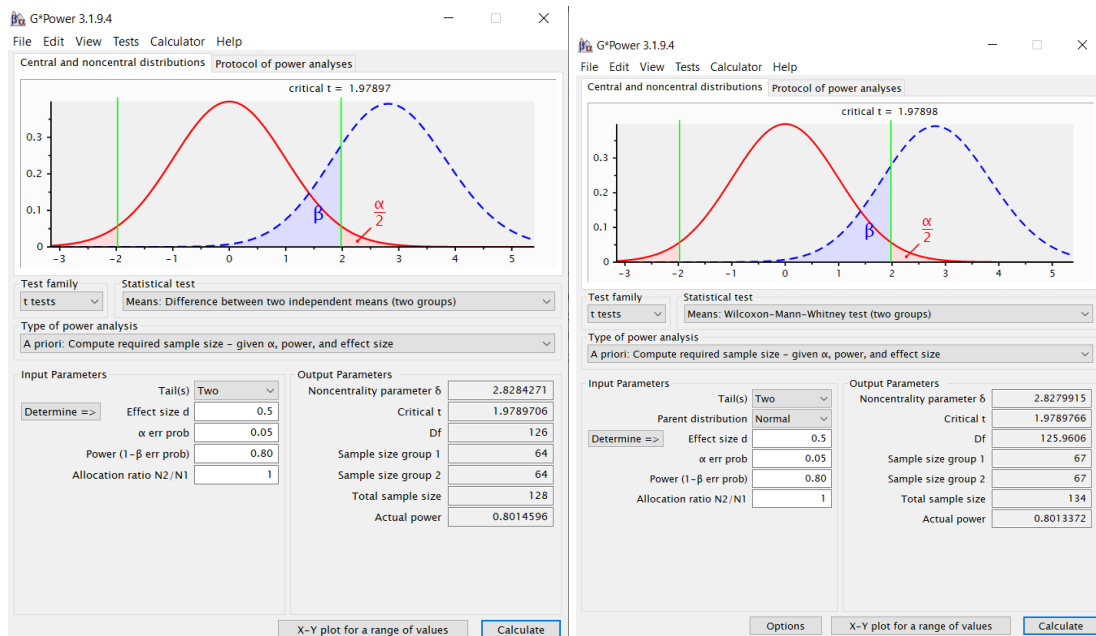 G*Power 3.1.9.4
File Edit View Tests Calculator Help
Central and noncentral distributions Protocol of power analyses
critical t = 1.97897
0.3
0.2
0.1
0
β
α
2
-3 -2 -1 0 1 2 3 4 5
Test family Statistical test
t tests Means: Difference between two independent means (two groups)
Type of power analysis
A priori: Compute required sample size – given α, power, and effect size
Input Parameters
Tail(s) Two
Determine => Effect size d 0.5
α err prob 0.05
Power (1-β err prob) 0.80
Allocation ratio N2/N1 1
Output Parameters
Noncentrality parameter δ 2.8284271
Critical t 1.9789706
Df 126
Sample size group 1 64
Sample size group 2 64
Total sample size 128
Actual power 0.8014596
X-Y plot for a range of values Calculate
G*Power 3.1.9.4
File Edit View Tests Calculator Help
Central and noncentral distributions Protocol of power analyses
critical t = 1.97898
0.3
0.2
0.1
0
β
α
2
-3 -2 -1 0 1 2 3 4 5
Test family Statistical test
t tests Means: Wilcoxon-Mann-Whitney test (two groups)
Type of power analysis
A priori: Compute required sample size – given α, power, and effect size
Input Parameters
Tail(s) Two
Parent distribution Normal
Determine => Effect size d 0.5
α err prob 0.05
Power (1-β err prob) 0.80
Allocation ratio N2/N1 1
Output Parameters
Noncentrality parameter δ 2.8279915
Critical t 1.9789766
Df 125.9606
Sample size group 1 67
Sample size group 2 67
Total sample size 134
Actual power 0.8013372
Options X-Y plot for a range of values Calculate